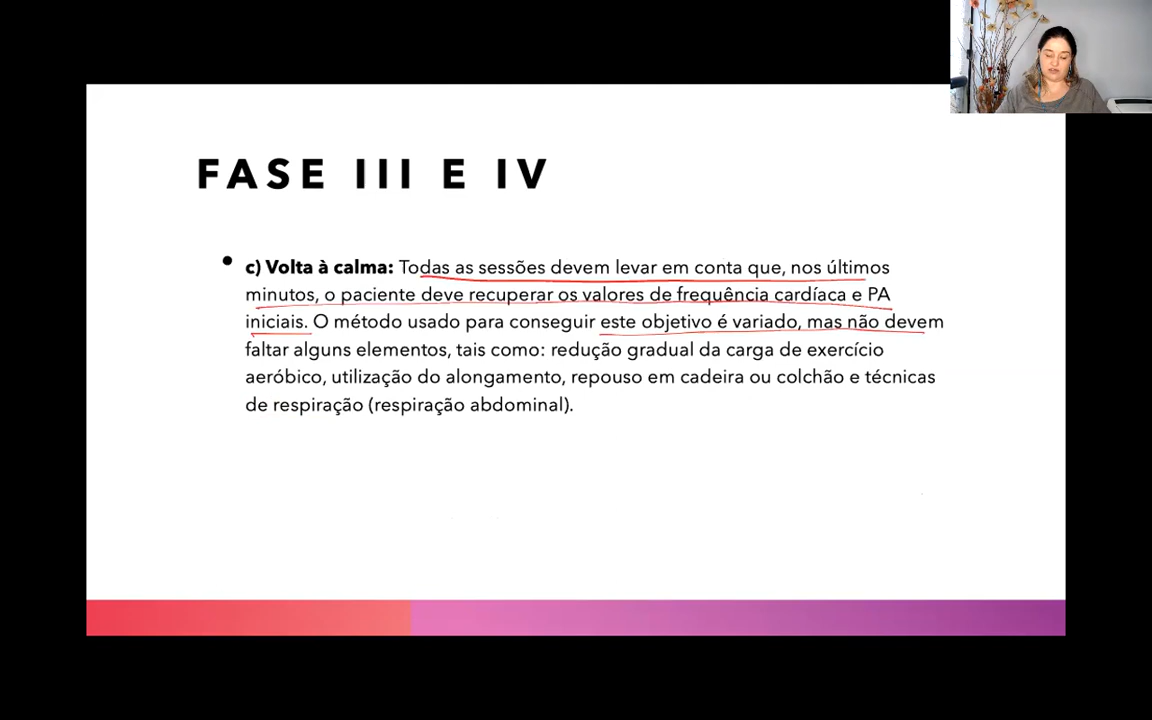 FASE III E IV
• c) Volta à calma: Todas as sessões devem levar em conta que, nos últimos
minutos, o paciente deve recuperar os valores de frequência cardíaca e PA
iniciais. O método usado para conseguir este objetivo é variado, mas não devem
faltar alguns elementos, tais como: redução gradual da carga de exercício
aeróbico, utilização do alongamento, repouso em cadeira ou colchão e técnicas
de respiração (respiração abdominal).